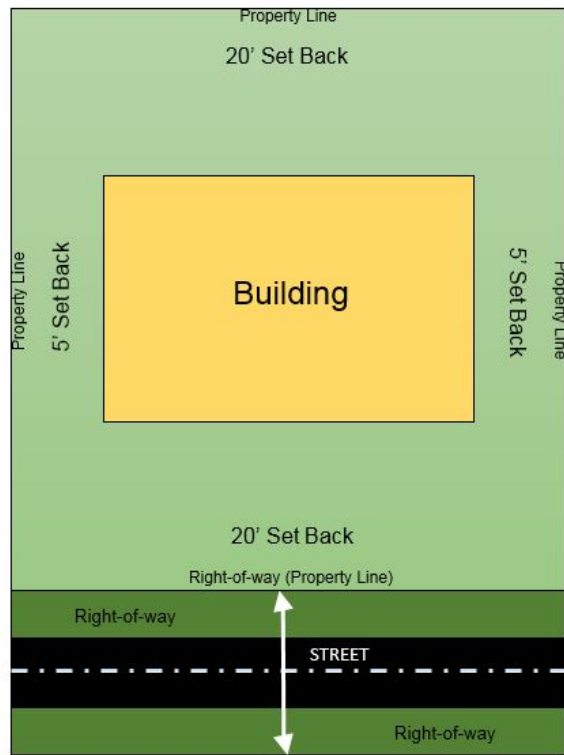 Property Line
20' Set Back
Property Line
5' Set Back
Building
5' Set Back
Property Line
20' Set Back
Right-of-way (Property Line)
Right-of-way
STREET
Right-of-way